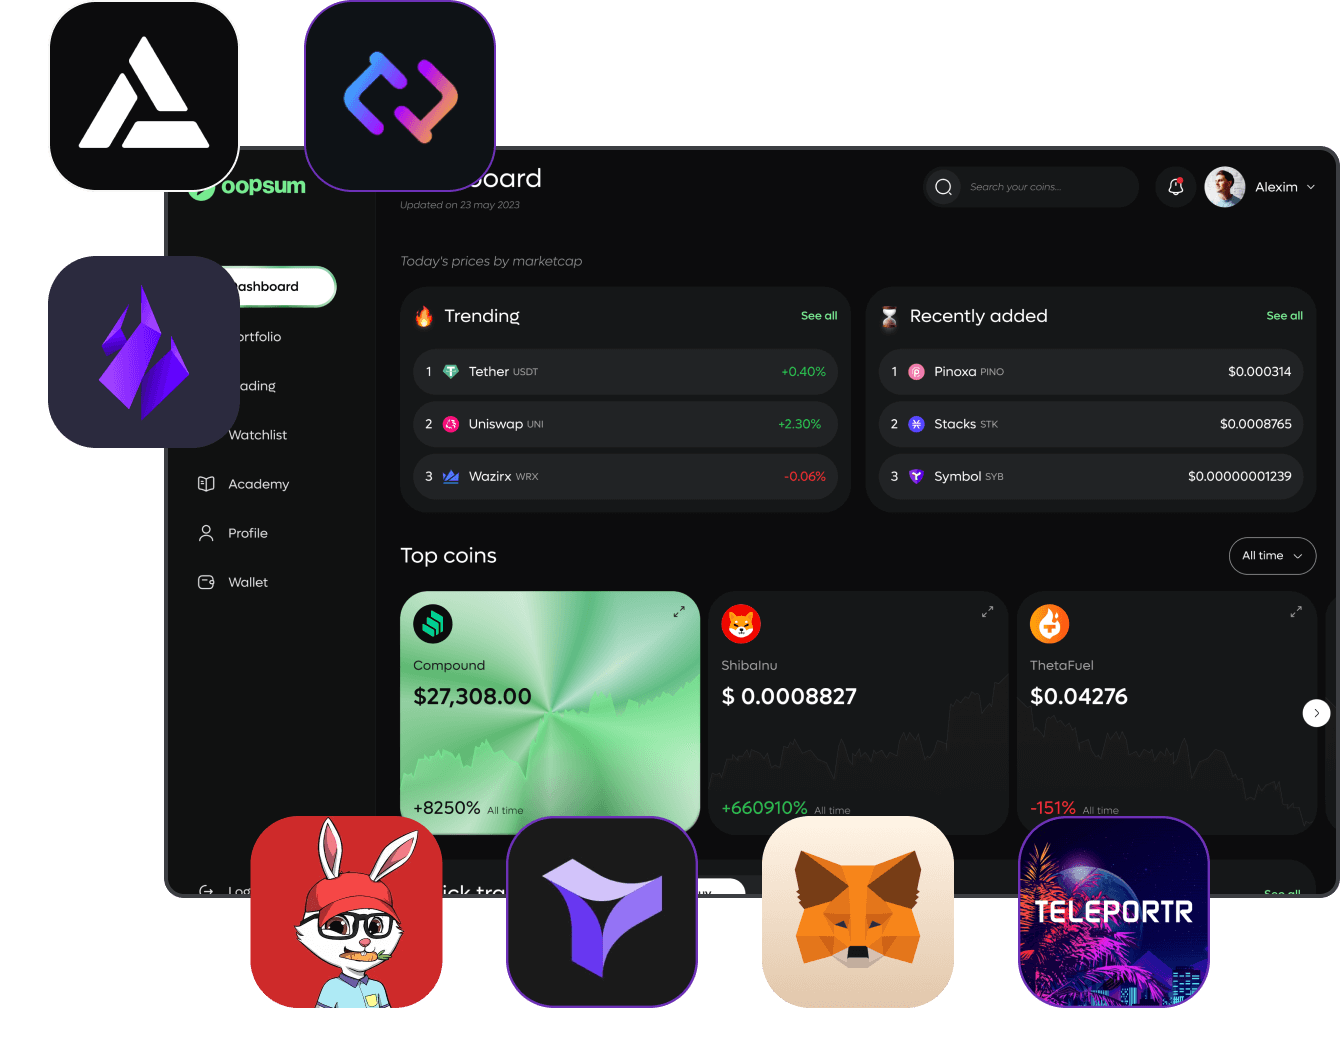 oopsum
board
Updated on 23 may 2023
Search your coins...
Alexim
Today's prices by marketcap
ashboard
ortfolio
ading
Watchlist
Academy
Profile
Wallet
Trending
See all
1 Tether USDT +0.40%
2 Uniswap UNI +2.30%
3 Wazirx WRX -0.06%
Recently added
See all
1 Pinoxa PINO $0.000314
2 Stacks STK $0.0008765
3 Symbol SYB $0.00000001239
Top coins
All time
Compound
$27,308.00
+8250% All time
ShibaInu
$ 0.0008827
+660910% All time
ThetaFuel
$0.04276
-151% All time
Log
ick tra
See all
TELEPORTR